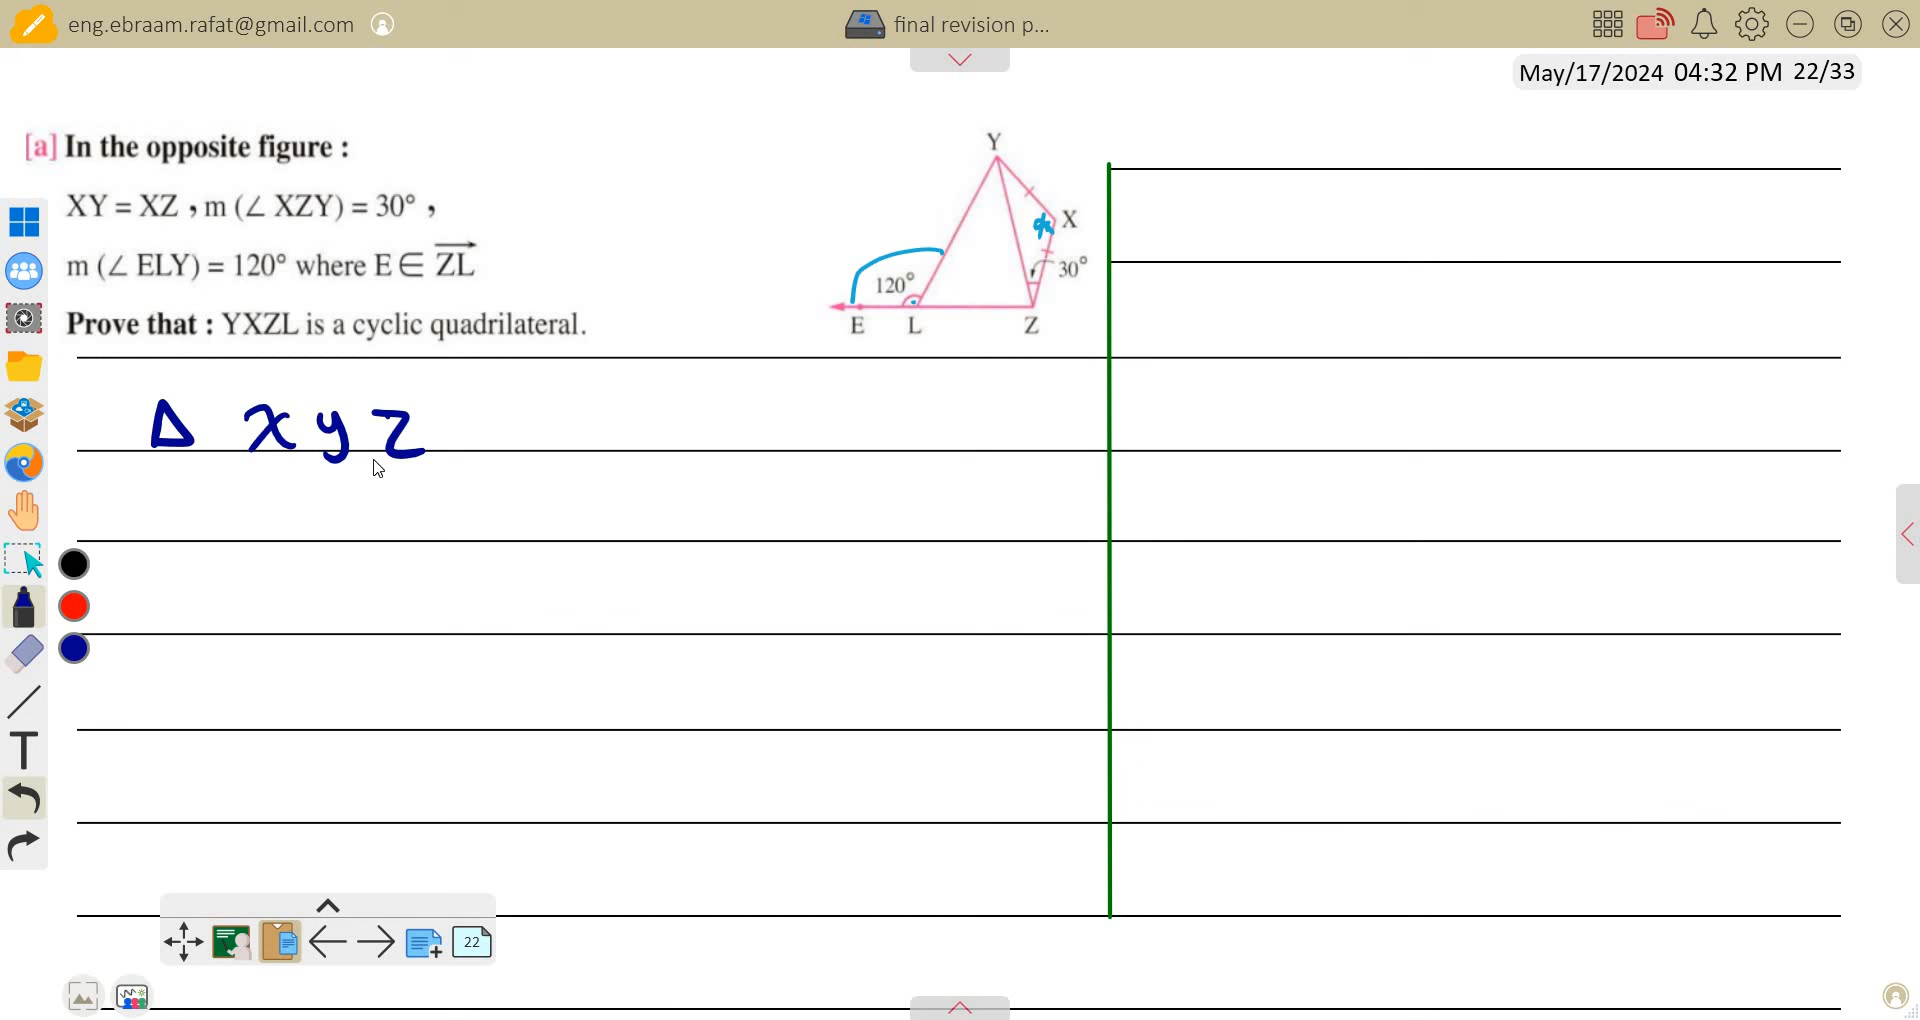 eng.ebraam.rafat@gmail.com
final revision p...
May/17/2024 04:32 PM 22/33
[a] In the opposite figure :
XY = XZ , m (∠ XZY) = 30° ,
m (∠ ELY) = 120° where E ∈ ZL
Prove that : YXZL is a cyclic quadrilateral.
Y
X
30°
120°
E L Z
Δ x y z
T
22